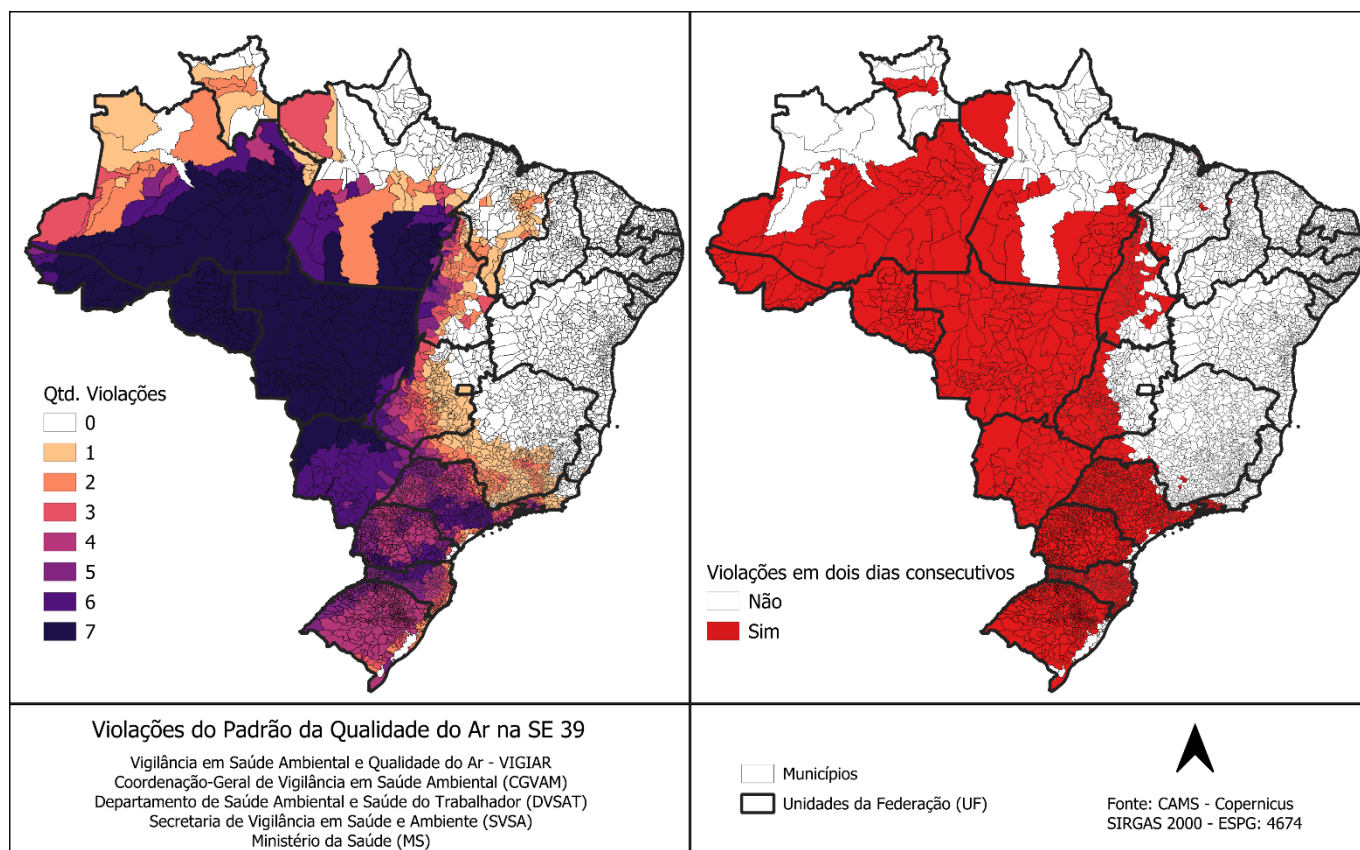 Qtd. Violações
0
1
2
3
4
5
6
7
Violações em dois dias consecutivos
Não
Sim
Violações do Padrão da Qualidade do Ar na SE 39
Vigilância em Saúde Ambiental e Qualidade do Ar - VIGIAR
Coordenação-Geral de Vigilância em Saúde Ambiental (CGVAM)
Departamento de Saúde Ambiental e Saúde do Trabalhador (DVSAT)
Secretaria de Vigilância em Saúde e Ambiente (SVSA)
Ministério da Saúde (MS)
Municípios
Unidades da Federação (UF)
Fonte: CAMS - Copernicus
SIRGAS 2000 - ESPG: 4674